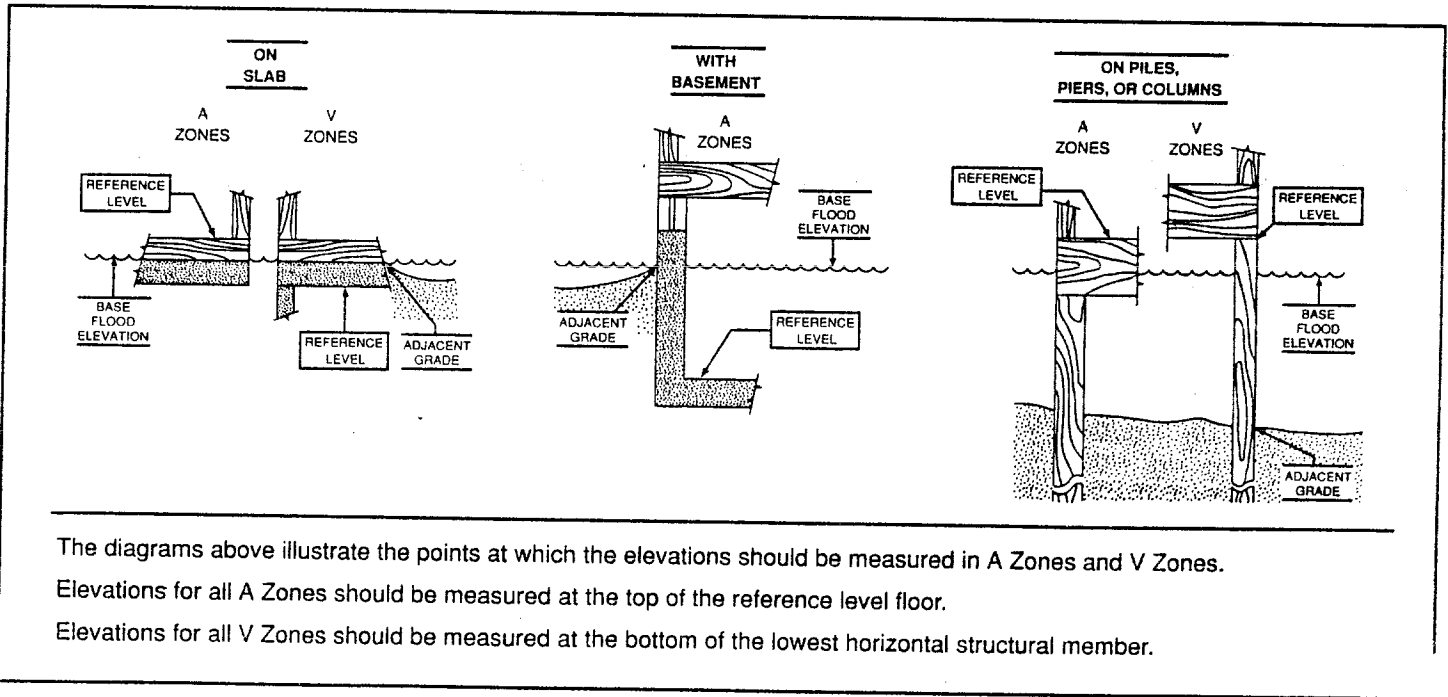 ON
SLAB
A
ZONES
V
ZONES
REFERENCE
LEVEL
BASE
FLOOD
ELEVATION
REFERENCE
LEVEL
ADJACENT
GRADE
WITH
BASEMENT
A
ZONES
BASE
FLOOD
ELEVATION
ADJACENT
GRADE
REFERENCE
LEVEL
ON PILES,
PIERS, OR COLUMNS
A
ZONES
V
ZONES
REFERENCE
LEVEL
REFERENCE
LEVEL
BASE
FLOOD
ELEVATION
ADJACENT
GRADE
The diagrams above illustrate the points at which the elevations should be measured in A Zones and V Zones.
Elevations for all A Zones should be measured at the top of the reference level floor.
Elevations for all V Zones should be measured at the bottom of the lowest horizontal structural member.